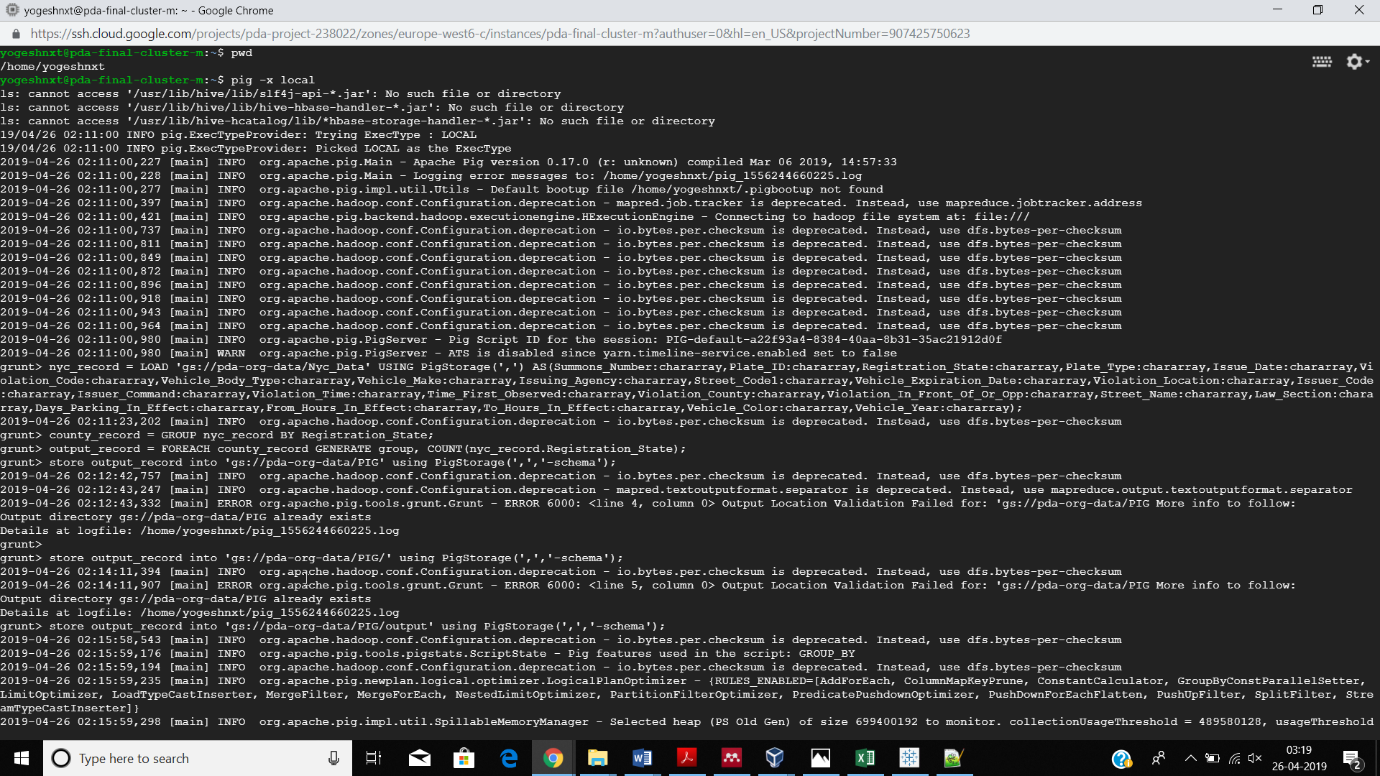 yogeshnxt@pda-final-cluster-m: ~ - Google Chrome
https://ssh.cloud.google.com/projects/pda-project-238022/zones/europe-west6-c/instances/pda-final-cluster-m?authuser=0&hl=en_US&projectNumber=907425750623
yogeshnxt@pda-final-cluster-m:~$ pwd
/home/yogeshnxt
yogeshnxt@pda-final-cluster-m:~$ pig -x local
ls: cannot access '/usr/lib/hive/lib/slf4j-api-*.jar': No such file or directory
ls: cannot access '/usr/lib/hive/lib/hive-hbase-handler-*.jar': No such file or directory
ls: cannot access '/usr/lib/hive-hcatalog/lib/*hbase-storage-handler-*.jar': No such file or directory
19/04/26 02:11:00 INFO pig.ExecTypeProvider: Trying ExecType : LOCAL
19/04/26 02:11:00 INFO pig.ExecTypeProvider: Picked LOCAL as the ExecType
2019-04-26 02:11:00,227 [main] INFO  org.apache.pig.Main - Apache Pig version 0.17.0 (r: unknown) compiled Mar 06 2019, 14:57:33
2019-04-26 02:11:00,228 [main] INFO  org.apache.pig.Main - Logging error messages to: /home/yogeshnxt/pig_1556244660225.log
2019-04-26 02:11:00,277 [main] INFO  org.apache.pig.impl.util.Utils - Default bootup file /home/yogeshnxt/.pigbootup not found
2019-04-26 02:11:00,397 [main] INFO  org.apache.hadoop.conf.Configuration.deprecation - mapred.job.tracker is deprecated. Instead, use mapreduce.jobtracker.address
2019-04-26 02:11:00,421 [main] INFO  org.apache.pig.backend.hadoop.executionengine.HExecutionEngine - Connecting to hadoop file system at: file:///
2019-04-26 02:11:00,737 [main] INFO  org.apache.hadoop.conf.Configuration.deprecation - io.bytes.per.checksum is deprecated. Instead, use dfs.bytes-per-checksum
2019-04-26 02:11:00,811 [main] INFO  org.apache.hadoop.conf.Configuration.deprecation - io.bytes.per.checksum is deprecated. Instead, use dfs.bytes-per-checksum
2019-04-26 02:11:00,849 [main] INFO  org.apache.hadoop.conf.Configuration.deprecation - io.bytes.per.checksum is deprecated. Instead, use dfs.bytes-per-checksum
2019-04-26 02:11:00,872 [main] INFO  org.apache.hadoop.conf.Configuration.deprecation - io.bytes.per.checksum is deprecated. Instead, use dfs.bytes-per-checksum
2019-04-26 02:11:00,896 [main] INFO  org.apache.hadoop.conf.Configuration.deprecation - io.bytes.per.checksum is deprecated. Instead, use dfs.bytes-per-checksum
2019-04-26 02:11:00,918 [main] INFO  org.apache.hadoop.conf.Configuration.deprecation - io.bytes.per.checksum is deprecated. Instead, use dfs.bytes-per-checksum
2019-04-26 02:11:00,943 [main] INFO  org.apache.hadoop.conf.Configuration.deprecation - io.bytes.per.checksum is deprecated. Instead, use dfs.bytes-per-checksum
2019-04-26 02:11:00,964 [main] INFO  org.apache.hadoop.conf.Configuration.deprecation - io.bytes.per.checksum is deprecated. Instead, use dfs.bytes-per-checksum
2019-04-26 02:11:00,980 [main] INFO  org.apache.pig.PigServer - Pig Script ID for the session: PIG-default-a22f93a4-8384-40aa-8b31-35ac21912d0f
2019-04-26 02:11:00,980 [main] WARN  org.apache.pig.PigServer - ATS is disabled since yarn.timeline-service.enabled set to false
grunt> nyc_record = LOAD 'gs://pda-org-data/Nyc_Data' USING PigStorage(',') AS(Summons_Number:chararray,Plate_ID:chararray,Registration_State:chararray,Plate_Type:chararray,Issue_Date:chararray,Vi
olation_Code:chararray,Vehicle_Body_Type:chararray,Vehicle_Make:chararray,Issuing_Agency:chararray,Street_Code1:chararray,Vehicle_Expiration_Date:chararray,Violation_Location:chararray,Issuer_Code
:chararray,Issuer_Command:chararray,Violation_Time:chararray,Time_First_Observed:chararray,Violation_County:chararray,Violation_In_Front_Of_Or_Opp:chararray,Street_Name:chararray,Law_Section:chara
rray,Days_Parking_In_Effect:chararray,From_Hours_In_Effect:chararray,To_Hours_In_Effect:chararray,Vehicle_Color:chararray,Vehicle_Year:chararray);
2019-04-26 02:11:23,202 [main] INFO  org.apache.hadoop.conf.Configuration.deprecation - io.bytes.per.checksum is deprecated. Instead, use dfs.bytes-per-checksum
grunt> county_record = GROUP nyc_record BY Registration_State;
grunt> output_record = FOREACH county_record GENERATE group, COUNT(nyc_record.Registration_State);
grunt> store output_record into 'gs://pda-org-data/PIG' using PigStorage(',','-schema');
2019-04-26 02:12:42,757 [main] INFO  org.apache.hadoop.conf.Configuration.deprecation - io.bytes.per.checksum is deprecated. Instead, use dfs.bytes-per-checksum
2019-04-26 02:12:43,247 [main] INFO  org.apache.hadoop.conf.Configuration.deprecation - mapred.textoutputformat.separator is deprecated. Instead, use mapreduce.output.textoutputformat.separator
2019-04-26 02:12:43,332 [main] ERROR org.apache.pig.tools.grunt.Grunt - ERROR 6000: <line 4, column 0> Output Location Validation Failed for: 'gs://pda-org-data/PIG More info to follow:
Output directory gs://pda-org-data/PIG already exists
Details at logfile: /home/yogeshnxt/pig_1556244660225.log
grunt>
grunt> store output_record into 'gs://pda-org-data/PIG/' using PigStorage(',','-schema');
2019-04-26 02:14:11,394 [main] INFO  org.apache.hadoop.conf.Configuration.deprecation - io.bytes.per.checksum is deprecated. Instead, use dfs.bytes-per-checksum
2019-04-26 02:14:11,907 [main] ERROR org.apache.pig.tools.grunt.Grunt - ERROR 6000: <line 5, column 0> Output Location Validation Failed for: 'gs://pda-org-data/PIG More info to follow:
Output directory gs://pda-org-data/PIG already exists
Details at logfile: /home/yogeshnxt/pig_1556244660225.log
grunt> store output_record into 'gs://pda-org-data/PIG/output' using PigStorage(',','-schema');
2019-04-26 02:15:58,543 [main] INFO  org.apache.hadoop.conf.Configuration.deprecation - io.bytes.per.checksum is deprecated. Instead, use dfs.bytes-per-checksum
2019-04-26 02:15:59,176 [main] INFO  org.apache.pig.tools.pigstats.ScriptState - Pig features used in the script: GROUP_BY
2019-04-26 02:15:59,194 [main] INFO  org.apache.hadoop.conf.Configuration.deprecation - io.bytes.per.checksum is deprecated. Instead, use dfs.bytes-per-checksum
2019-04-26 02:15:59,235 [main] INFO  org.apache.pig.newplan.logical.optimizer.LogicalPlanOptimizer - {RULES_ENABLED=[AddForEach, ColumnMapKeyPrune, ConstantCalculator, GroupByConstParallelSetter,
LimitOptimizer, LoadTypeCastInserter, MergeFilter, MergeForEach, NestedLimitOptimizer, PartitionFilterOptimizer, PredicatePushdownOptimizer, PushDownForEachFlatten, PushUpFilter, SplitFilter, Stre
amTypeCastInserter]}
2019-04-26 02:15:59,298 [main] INFO  org.apache.pig.impl.util.SpillableMemoryManager - Selected heap (PS Old Gen) of size 699400192 to monitor. collectionUsageThreshold = 489580128, usageThreshold
Type here to search
03:19
26-04-2019
2